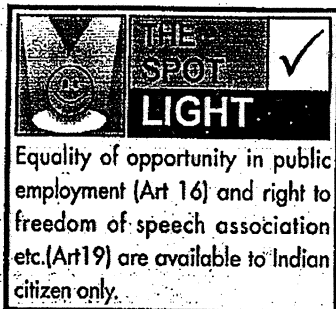 THE
SPOT
LIGHT
Equality of opportunity in public
employment (Art 16) and right to
freedom of speech association
etc.(Art19) are available to Indian
citizen only.